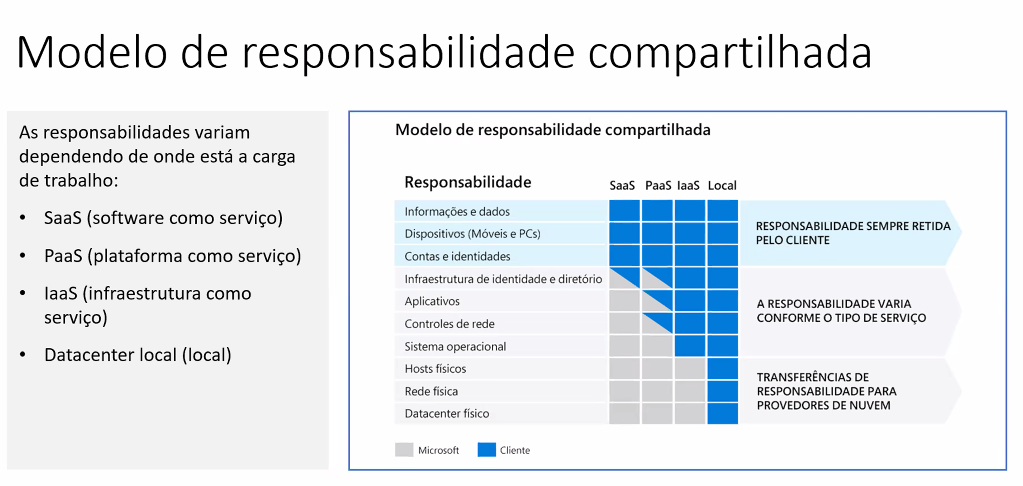 Modelo de responsabilidade compartilhada
As responsabilidades variam
dependendo de onde está a carga
de trabalho:
• SaaS (software como serviço)
• PaaS (plataforma como serviço)
• IaaS (infraestrutura como
serviço)
• Datacenter local (local)
Modelo de responsabilidade compartilhada
Responsabilidade SaaS PaaS IaaS Local
Informações e dados
Dispositivos (Móveis e PCs)
Contas e identidades
RESPONSABILIDADE SEMPRE RETIDA
PELO CLIENTE
Infraestrutura de identidade e diretório
Aplicativos
Controles de rede
Sistema operacional
A RESPONSABILIDADE VARIA
CONFORME O TIPO DE SERVIÇO
Hosts físicos
Rede física
Datacenter físico
TRANSFERÊNCIAS DE
RESPONSABILIDADE PARA
PROVEDORES DE NUVEM
Microsoft Cliente